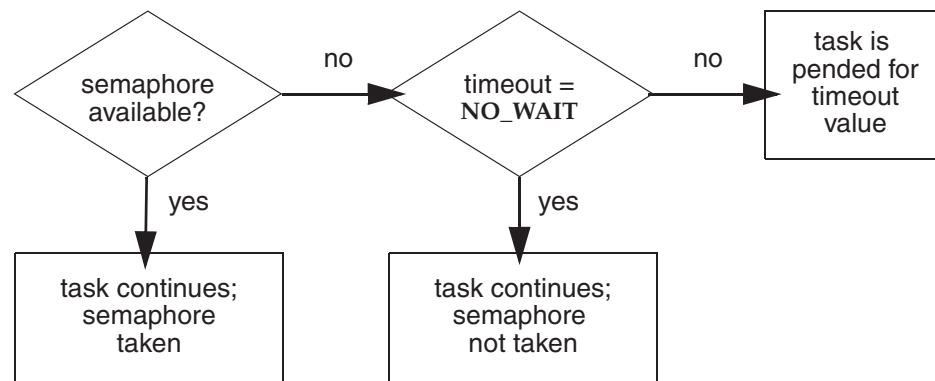 semaphore
available?
no
timeout =
NO_WAIT
no
task is
pended for
timeout
value
yes
yes
task continues;
semaphore
taken
task continues;
semaphore
not taken